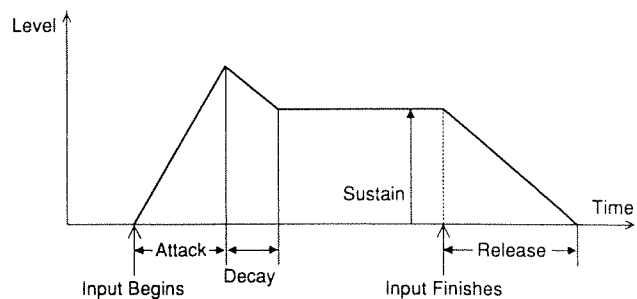 Level
Sustain
Time
Attack
Decay
Release
Input Begins
Input Finishes